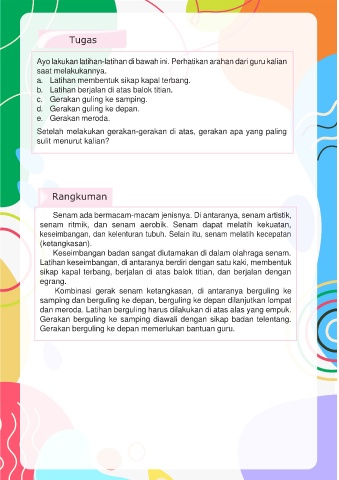 Tugas
Ayo lakukan latihan-latihan di bawah ini. Perhatikan arahan dari guru kalian
saat melakukannya.
a. Latihan membentuk sikap kapal terbang.
b. Latihan berjalan di atas balok titian.
c. Gerakan guling ke samping.
d. Gerakan guling ke depan.
e. Gerakan meroda.
Setelah melakukan gerakan-gerakan di atas, gerakan apa yang paling
sulit menurut kalian?
Rangkuman
Senam ada bermacam-macam jenisnya. Di antaranya, senam artistik,
senam ritmik, dan senam aerobik. Senam dapat melatih kekuatan,
keseimbangan, dan kelenturan tubuh. Selain itu, senam melatih kecepatan
(ketangkasan).
Keseimbangan badan sangat diutamakan di dalam olahraga senam.
Latihan keseimbangan, di antaranya berdiri dengan satu kaki, membentuk
sikap kapal terbang, berjalan di atas balok titian, dan berjalan dengan
egrang.
Kombinasi gerak senam ketangkasan, di antaranya berguling ke
samping dan berguling ke depan, berguling ke depan dilanjutkan lompat
dan meroda. Latihan berguling harus dilakukan di atas alas yang empuk.
Gerakan berguling ke samping diawali dengan sikap badan telentang.
Gerakan berguling ke depan memerlukan bantuan guru.